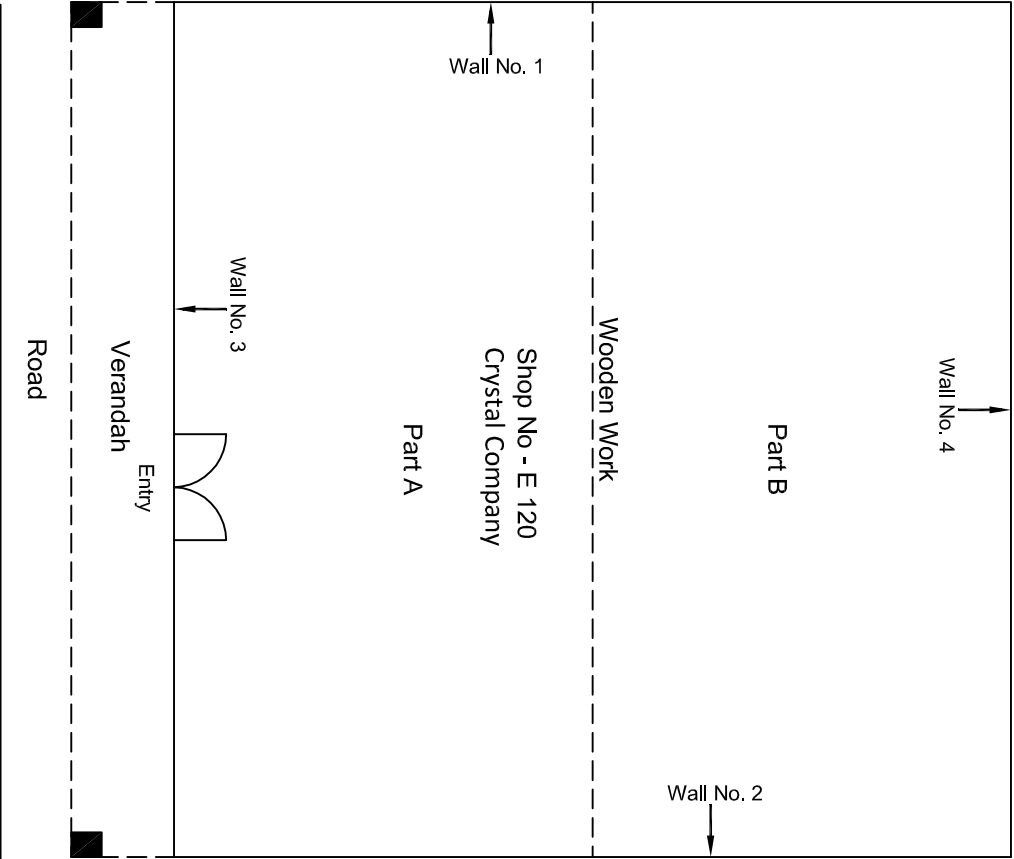 Wall No. 1
Wall No. 4
Part B
Wooden Work
Shop No - E 120
Crystal Company
Part A
Wall No. 3
Entry
Verandah
Road
Wall No. 2